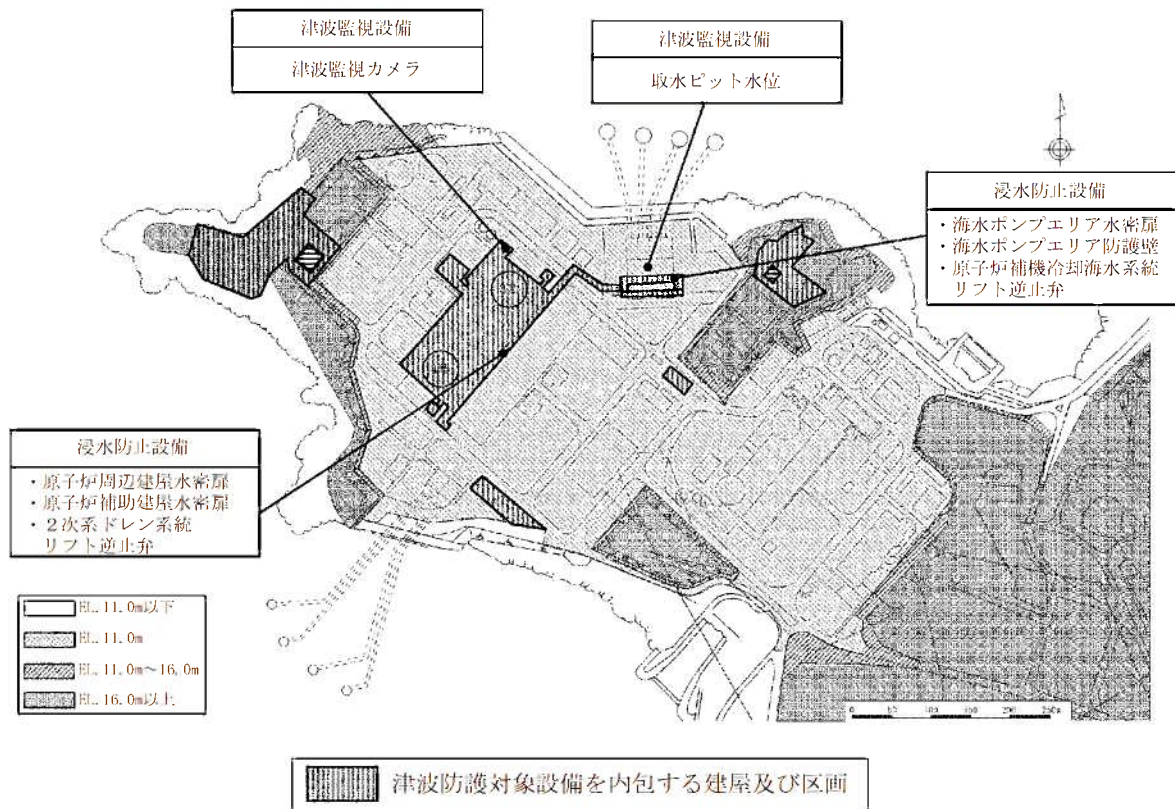 津波監視設備
津波監視カメラ
津波監視設備
取水ピット水位
浸水防止設備
・海水ポンプエリア水密扉
・海水ポンプエリア防護壁
・原子炉補機冷却海水系統
リフト逆止弁
浸水防止設備
・原子炉周辺建屋水密扉
・原子炉補助建屋水密扉
・2次系ドレン系統
リフト逆止弁
EL.11.0m以下
EL.11.0m
EL.11.0m~16.0m
EL.16.0m以上
0 50 100 150 200 250m
津波防護対象設備を内包する建屋及び区画